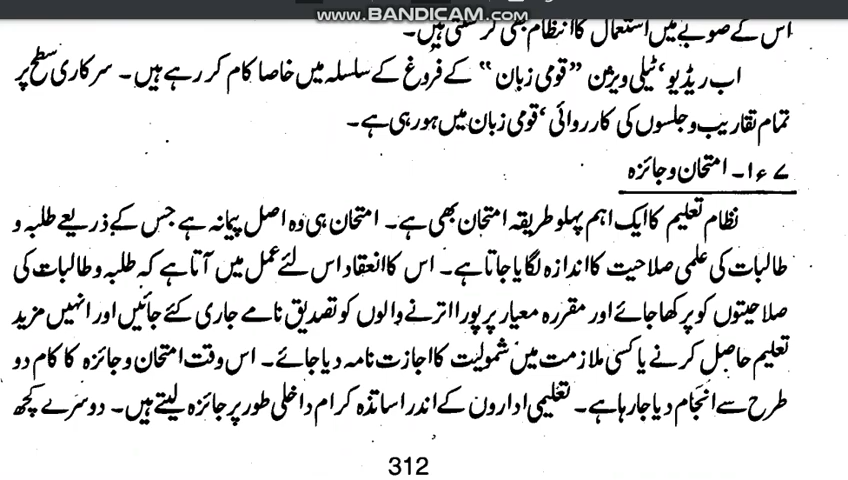 www.BANDICAM.com
اس کے صوبے میں استعمال کا انتظام بھی کر سکتی ہیں۔
اب ریڈیو، ٹیلی ویژن "قومی زبان" کے فروغ کے سلسلہ میں خاصا کام کر رہے ہیں۔ سرکاری سطح پر
تمام تقاریب و جلسوں کی کارروائی، قومی زبان میں ہو رہی ہے۔
۷ء۱۔ امتحان و جائزہ
نظام تعلیم کا ایک اہم پہلو طریقہ امتحان بھی ہے۔ امتحان ہی وہ اصل پیمانہ ہے جس کے ذریعے طلبہ و
طالبات کی علمی صلاحیت کا اندازہ لگایا جاتا ہے۔ اس کا انعقاد اس لئے عمل میں آتا ہے کہ طلبہ و طالبات کی
صلاحیتوں کو پرکھا جائے اور مقررہ معیار پر پورا اترنے والوں کو تصدیق نامے جاری کئے جائیں اور انہیں مزید
تعلیم حاصل کرنے یا کسی ملازمت میں شمولیت کا اجازت نامہ دیا جائے۔ اس وقت امتحان و جائزہ کا کام دو
طرح سے انجام دیا جا رہا ہے۔ تعلیمی اداروں کے اندر اساتذہ کرام داخلی طور پر جائزہ لیتے ہیں۔ دوسرے کچھ
312